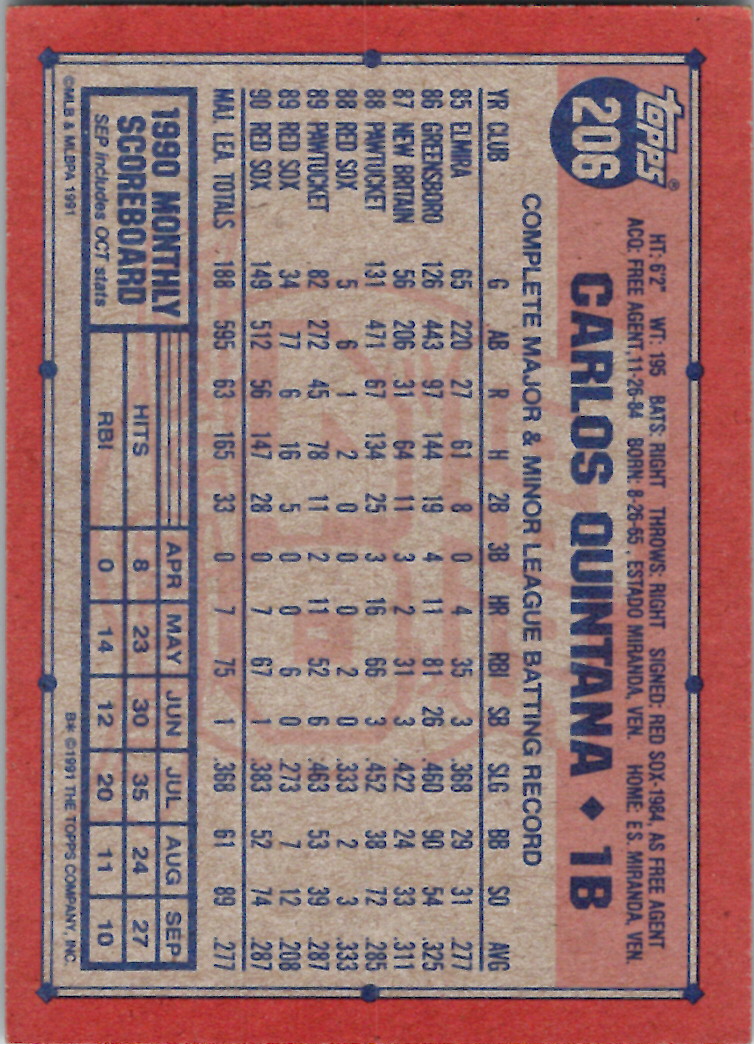 topps®
206
HT: 6'2" WT: 195 BATS: RIGHT THROWS: RIGHT SIGNED: RED SOX-1984, AS FREE AGENT
ACQ: FREE AGENT, 11-26-84 BORN: 8-26-65, ESTADO MIRANDA, VEN. HOME: ES. MIRANDA, VEN.
CARLOS QUINTANA ◆ 1B
COMPLETE MAJOR & MINOR LEAGUE BATTING RECORD
YR CLUB G AB R H 2B 3B HR RBI SB SLG BB SO AVG
85 ELMIRA 65 220 27 61 8 0 4 35 3 .368 29 31 .277
86 GREENSBORO 126 443 97 144 19 4 11 81 26 .460 90 54 .325
87 NEW BRITAIN 56 206 31 64 11 3 2 31 3 .422 24 33 .311
88 PAWTUCKET 131 471 67 134 25 3 16 66 3 .452 38 72 .285
88 RED SOX 5 6 1 2 0 0 0 2 0 .333 2 3 .333
89 PAWTUCKET 82 272 45 78 11 2 11 52 6 .463 53 39 .287
89 RED SOX 34 77 6 16 5 0 0 6 0 .273 7 12 .208
90 RED SOX 149 512 56 147 28 0 7 67 1 .383 52 74 .287
MAJ. LEA. TOTALS 188 595 63 165 33 0 7 75 1 .368 61 89 .277
1990 MONTHLY
SCOREBOARD
SEP includes OCT stats
APR MAY JUN JUL AUG SEP
HITS 8 23 30 35 24 27
RBI 0 14 12 20 11 10
©MLB & MLBPA 1991
B* ©1991 THE TOPPS COMPANY, INC.